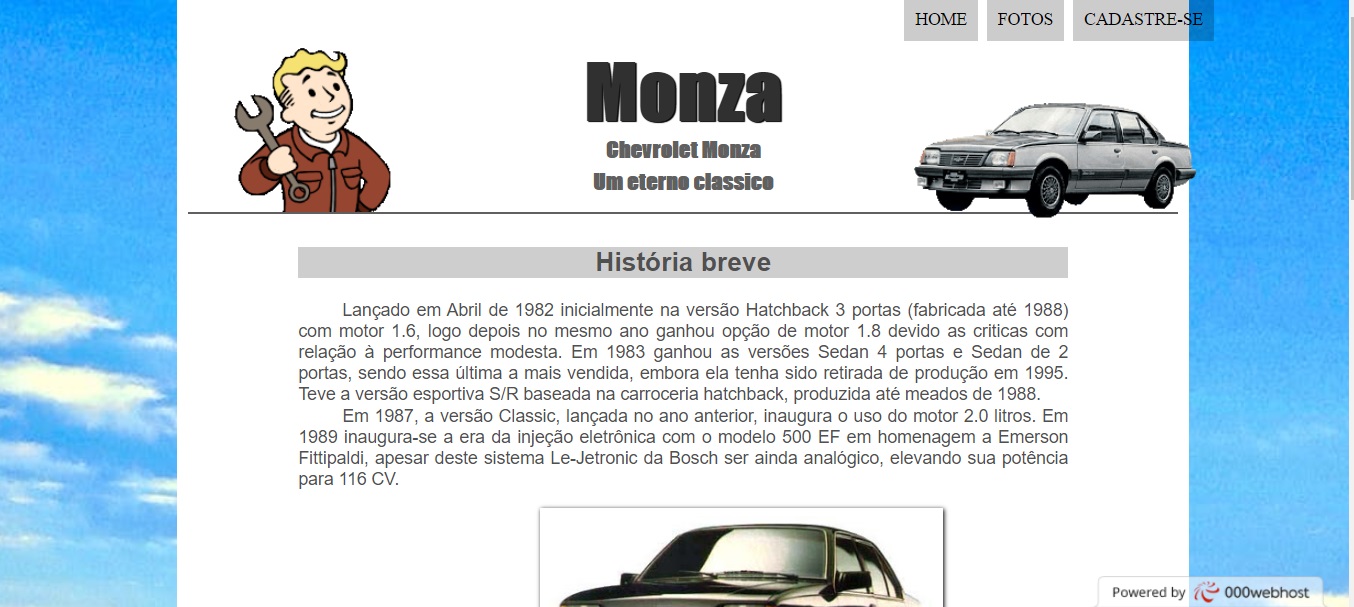 HOME FOTOS CADASTRE-SE
Monza
Chevrolet Monza
Um eterno classico
História breve
Lançado em Abril de 1982 inicialmente na versão Hatchback 3 portas (fabricada até 1988)
com motor 1.6, logo depois no mesmo ano ganhou opção de motor 1.8 devido as criticas com
relação à performance modesta. Em 1983 ganhou as versões Sedan 4 portas e Sedan de 2
portas, sendo essa última a mais vendida, embora ela tenha sido retirada de produção em 1995.
Teve a versão esportiva S/R baseada na carroceria hatchback, produzida até meados de 1988.
Em 1987, a versão Classic, lançada no ano anterior, inaugura o uso do motor 2.0 litros. Em
1989 inaugura-se a era da injeção eletrônica com o modelo 500 EF em homenagem a Emerson
Fittipaldi, apesar deste sistema Le-Jetronic da Bosch ser ainda analógico, elevando sua potência
para 116 CV.
Powered by 000webhost